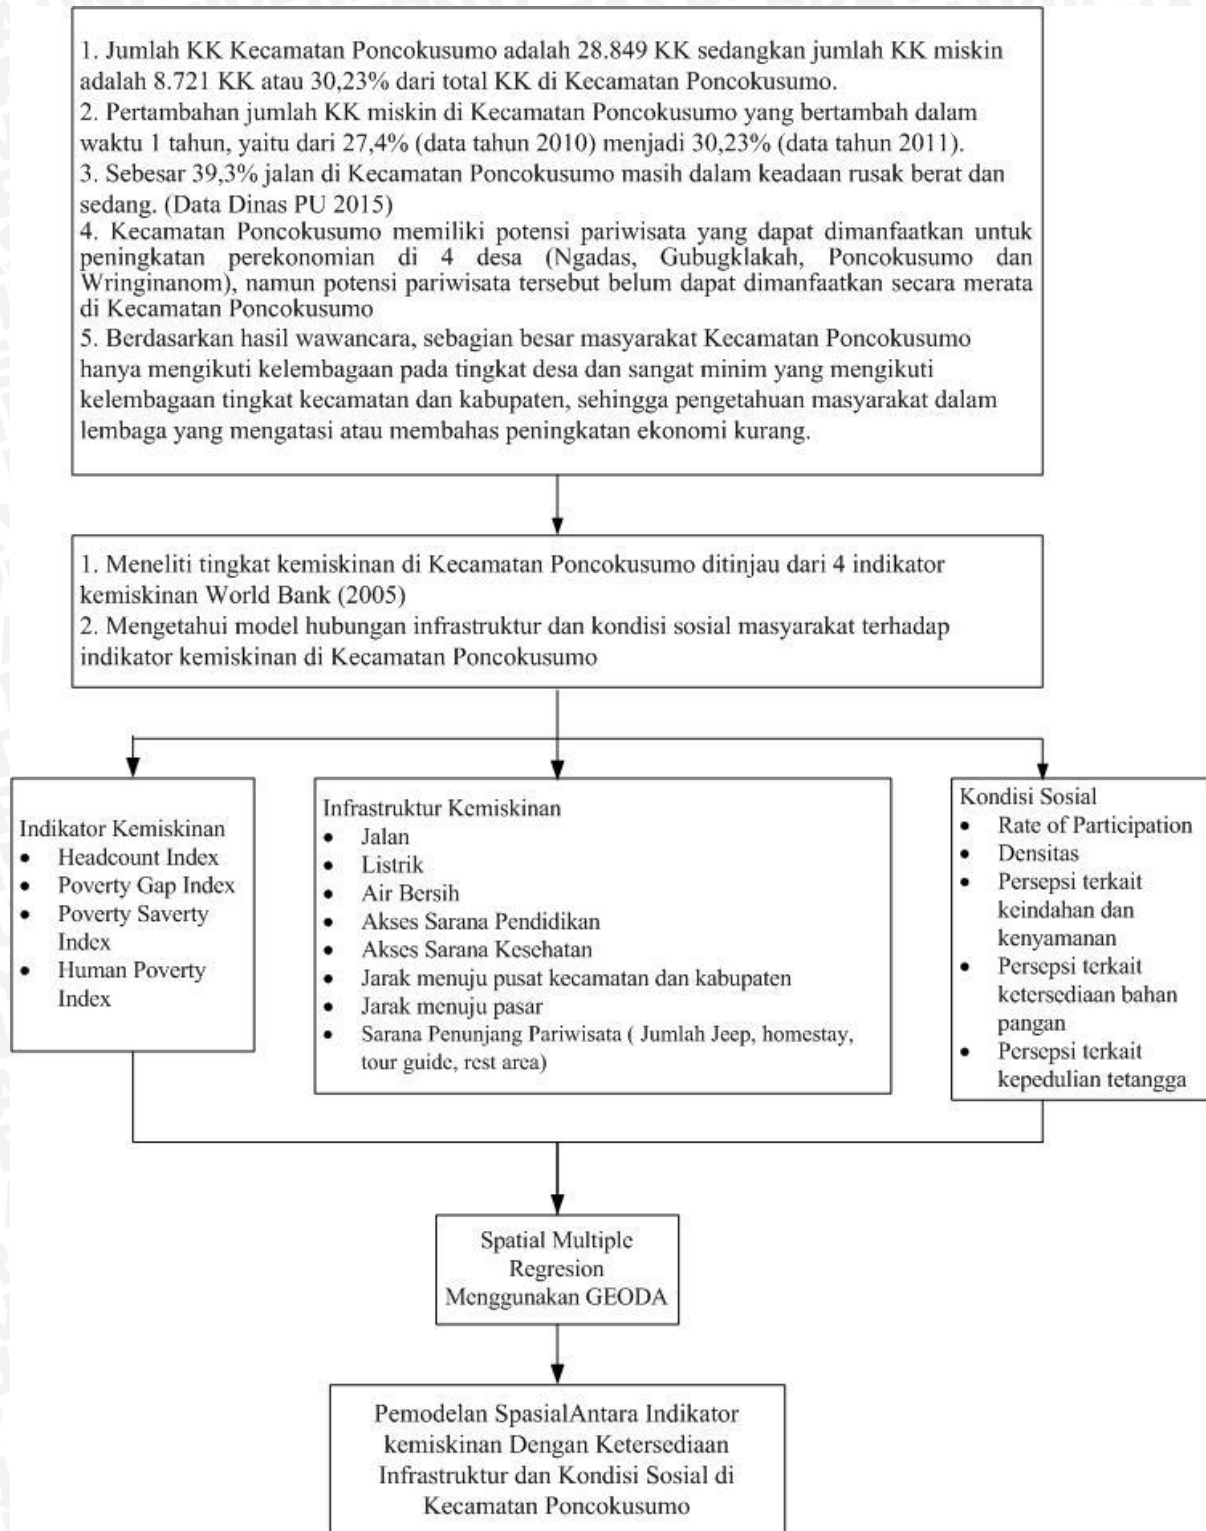 1. Jumlah KK Kecamatan Poncokusumo adalah 28.849 KK sedangkan jumlah KK miskin
adalah 8.721 KK atau 30,23% dari total KK di Kecamatan Poncokusumo.
2. Pertambahan jumlah KK miskin di Kecamatan Poncokusumo yang bertambah dalam
waktu 1 tahun, yaitu dari 27,4% (data tahun 2010) menjadi 30,23% (data tahun 2011).
3. Sebesar 39,3% jalan di Kecamatan Poncokusumo masih dalam keadaan rusak berat dan
sedang. (Data Dinas PU 2015)
4. Kecamatan Poncokusumo memiliki potensi pariwisata yang dapat dimanfaatkan untuk
peningkatan perekonomian di 4 desa (Ngadas, Gubugklakah, Poncokusumo dan
Wringinanom), namun potensi pariwisata tersebut belum dapat dimanfaatkan secara merata
di Kecamatan Poncokusumo
5. Berdasarkan hasil wawancara, sebagian besar masyarakat Kecamatan Poncokusumo
hanya mengikuti kelembagaan pada tingkat desa dan sangat minim yang mengikuti
kelembagaan tingkat kecamatan dan kabupaten, sehingga pengetahuan masyarakat dalam
lembaga yang mengatasi atau membahas peningkatan ekonomi kurang.
1. Meneliti tingkat kemiskinan di Kecamatan Poncokusumo ditinjau dari 4 indikator
kemiskinan World Bank (2005)
2. Mengetahui model hubungan infrastruktur dan kondisi sosial masyarakat terhadap
indikator kemiskinan di Kecamatan Poncokusumo
Indikator Kemiskinan
• Headcount Index
• Poverty Gap Index
• Poverty Saverty
Index
• Human Poverty
Index
Infrastruktur Kemiskinan
• Jalan
• Listrik
• Air Bersih
• Akses Sarana Pendidikan
• Akses Sarana Kesehatan
• Jarak menuju pusat kecamatan dan kabupaten
• Jarak menuju pasar
• Sarana Penunjang Pariwisata ( Jumlah Jeep, homestay,
tour guide, rest area)
Kondisi Sosial
• Rate of Participation
• Densitas
• Persepsi terkait
keindahan dan
kenyamanan
• Persepsi terkait
ketersediaan bahan
pangan
• Persepsi terkait
kepedulian tetangga
Spatial Multiple
Regresion
Menggunakan GEODA
Pemodelan SpasialAntara Indikator
kemiskinan Dengan Ketersediaan
Infrastruktur dan Kondisi Sosial di
Kecamatan Poncokusumo